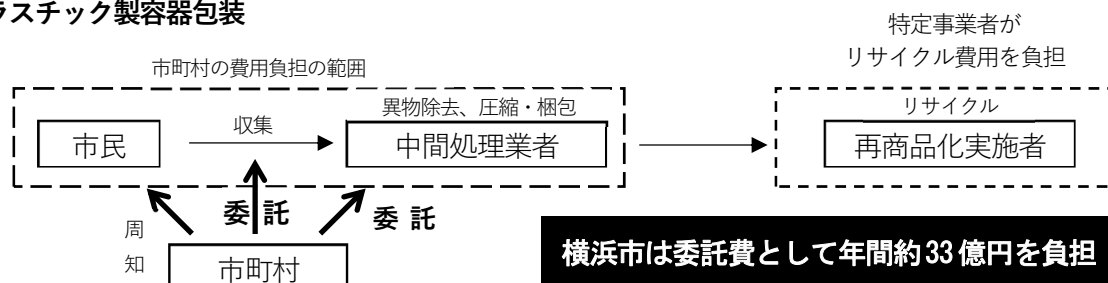 ラスチック製容器包装
特定事業者が
リサイクル費用を負担
市町村の費用負担の範囲
異物除去、圧縮・梱包
リサイクル
市民
収集
中間処理業者
再商品化実施者
周知
委託
委託
市町村
横浜市は委託費として年間約33億円を負担